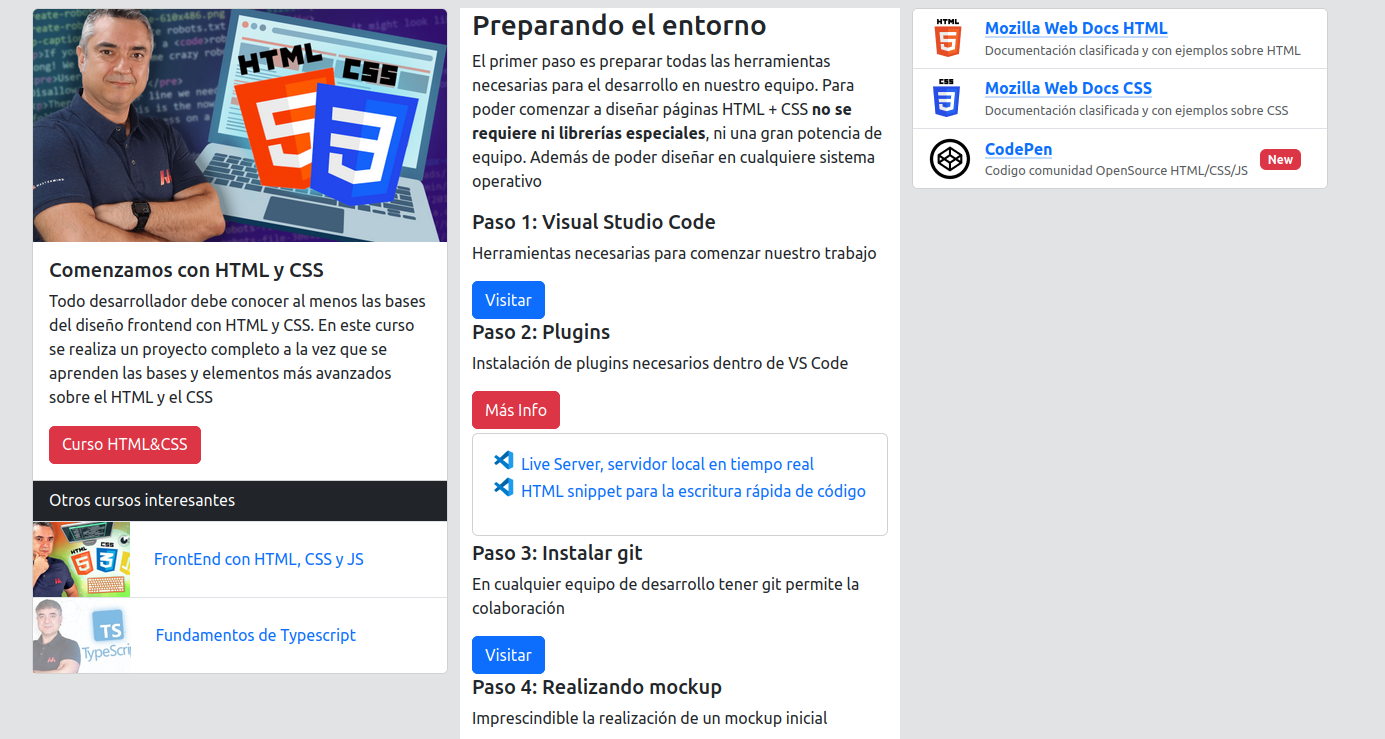 HTML
CSS
5
3
Comenzamos con HTML y CSS
Todo desarrollador debe conocer al menos las bases
del diseño frontend con HTML y CSS. En este curso
se realiza un proyecto completo a la vez que se
aprenden las bases y elementos más avanzados
sobre el HTML y el CSS
Curso HTML&CSS
Otros cursos interesantes
HTML
CSS
FrontEnd con HTML, CSS y JS
TS
TypeScri
Fundamentos de Typescript
Preparando el entorno
El primer paso es preparar todas las herramientas
necesarias para el desarrollo en nuestro equipo. Para
poder comenzar a diseñar páginas HTML + CSS no se
requiere ni librerías especiales, ni una gran potencia de
equipo. Además de poder diseñar en cualquiere sistema
operativo
Paso 1: Visual Studio Code
Herramientas necesarias para comenzar nuestro trabajo
Visitar
Paso 2: Plugins
Instalación de plugins necesarios dentro de VS Code
Más Info
Live Server, servidor local en tiempo real
HTML snippet para la escritura rápida de código
Paso 3: Instalar git
En cualquier equipo de desarrollo tener git permite la
colaboración
Visitar
Paso 4: Realizando mockup
Imprescindible la realización de un mockup inicial
HTML
5
Mozilla Web Docs HTML
Documentación clasificada y con ejemplos sobre HTML
CSS
3
Mozilla Web Docs CSS
Documentación clasificada y con ejemplos sobre CSS
CodePen
Codigo comunidad OpenSource HTML/CSS/JS
New